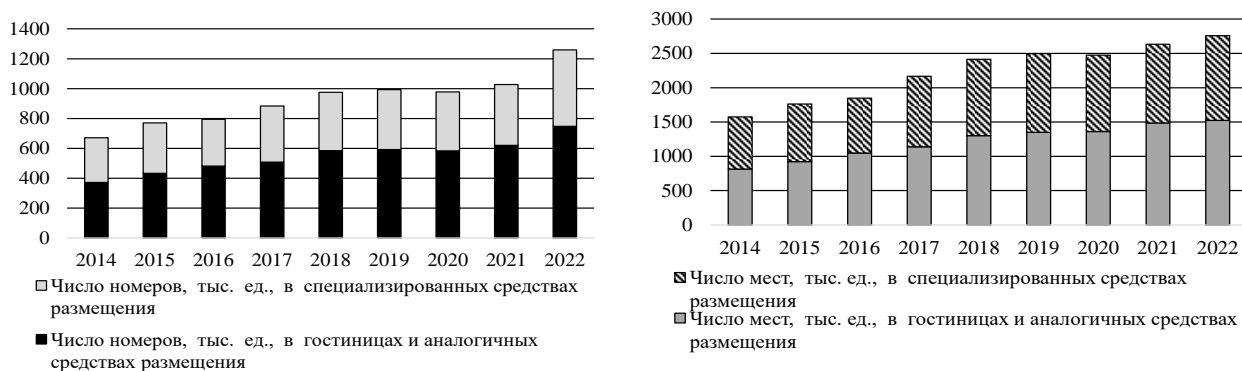 1400
1200
1000
800
600
400
200
0
2014 2015 2016 2017 2018 2019 2020 2021 2022
Число номеров, тыс. ед., в специализированных средствах
размещения
Число номеров, тыс. ед., в гостиницах и аналогичных
средствах размещения
3000
2500
2000
1500
1000
500
0
2014 2015 2016 2017 2018 2019 2020 2021 2022
Число мест, тыс. ед., в специализированных средствах
размещения
Число мест, тыс. ед., в гостиницах и аналогичных средствах
размещения